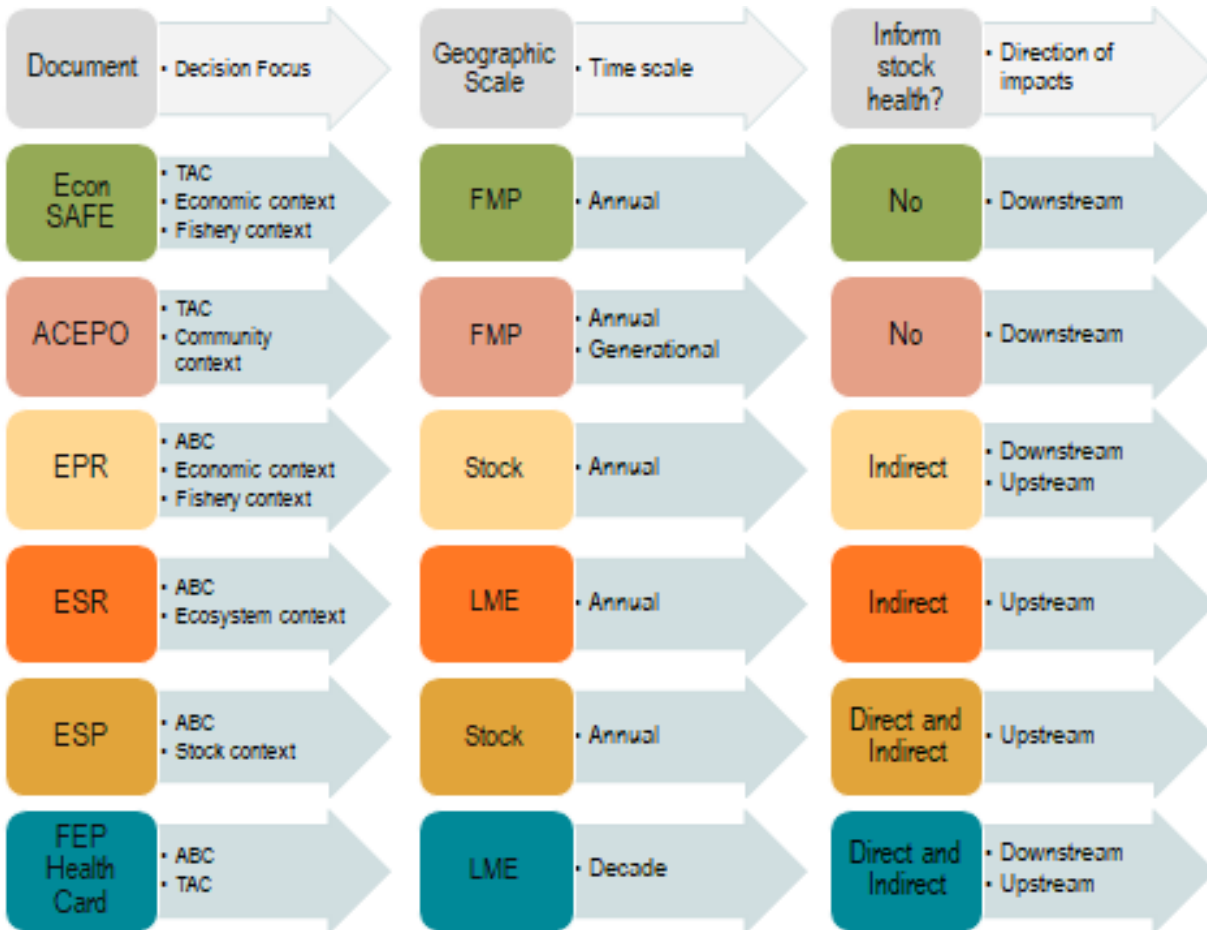 Document
• Decision Focus
Geographic
Scale
• Time scale
Inform
stock
health?
• Direction of
impacts
Econ
SAFE
• TAC
• Economic context
• Fishery context
FMP
• Annual
No
• Downstream
ACEPO
• TAC
• Community
context
FMP
• Annual
• Generational
No
• Downstream
EPR
• ABC
• Economic context
• Fishery context
Stock
• Annual
Indirect
• Downstream
• Upstream
ESR
• ABC
• Ecosystem context
LME
• Annual
Indirect
• Upstream
ESP
• ABC
• Stock context
Stock
• Annual
Direct and
Indirect
• Upstream
FEP
Health
Card
• ABC
• TAC
LME
• Decade
Direct and
Indirect
• Downstream
• Upstream